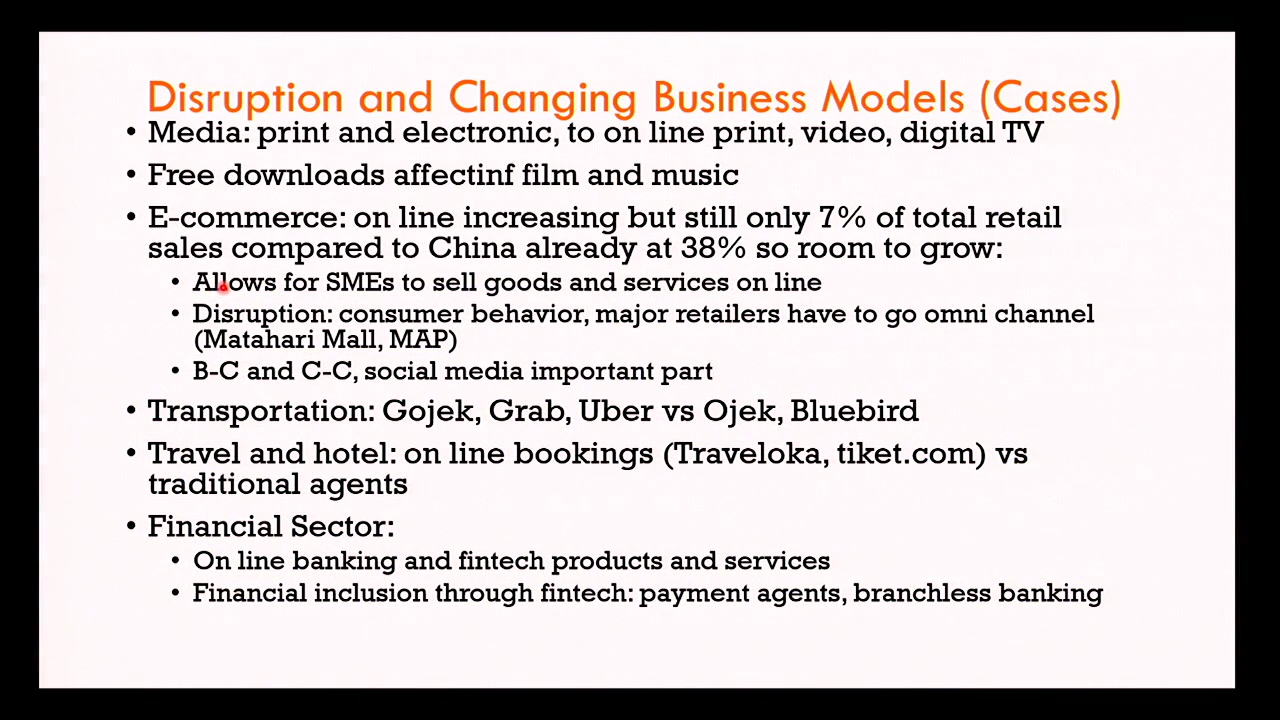 Disruption and Changing Business Models (Cases)
• Media: print and electronic, to on line print, video, digital TV
• Free downloads affectinf film and music
• E-commerce: on line increasing but still only 7% of total retail
sales compared to China already at 38% so room to grow:
• Allows for SMEs to sell goods and services on line
• Disruption: consumer behavior, major retailers have to go omni channel
(Matahari Mall, MAP)
• B-C and C-C, social media important part
• Transportation: Gojek, Grab, Uber vs Ojek, Bluebird
• Travel and hotel: on line bookings (Traveloka, tiket.com) vs
traditional agents
• Financial Sector:
• On line banking and fintech products and services
• Financial inclusion through fintech: payment agents, branchless banking